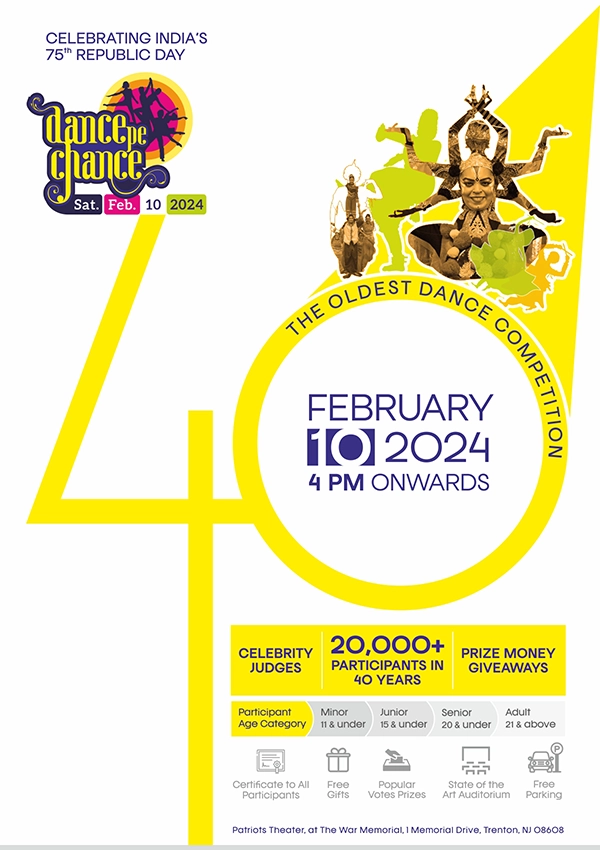 CELEBRATING INDIA'S
75th REPUBLIC DAY
dance pe
chance
Sat. Feb. 10 2024
40
THE OLDEST DANCE COMPETITION
FEBRUARY
10 2024
4 PM ONWARDS
CELEBRITY
JUDGES
20,000+
PARTICIPANTS IN
40 YEARS
PRIZE MONEY
GIVEAWAYS
Participant
Age Category
Minor
11 & under
Junior
15 & under
Senior
20 & under
Adult
21 & above
Certificate to All
Participants
Free
Gifts
Popular
Votes Prizes
State of the
Art Auditorium
P
Free
Parking
Patriots Theater, at The War Memorial, 1 Memorial Drive, Trenton, NJ 08608